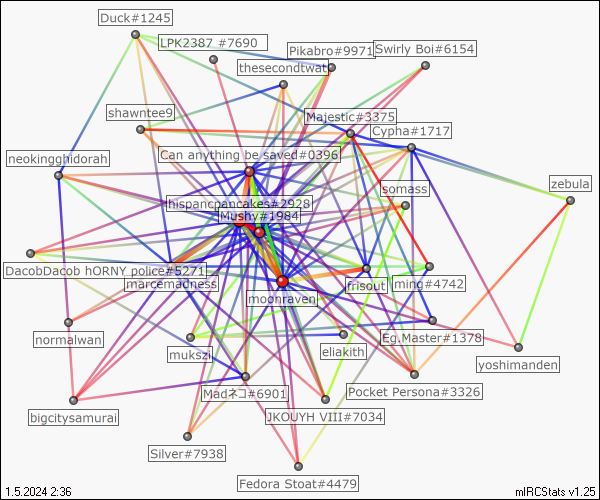 Duck#1245
LPK2387_#7690
Pikabro#9971
Swirly Boi#6154
thesecondtwat
shawntee9
Majestic#3375
Cypha#1717
neokingghidorah
Can anything be saved#0396
zebula
somass
hispancpancakes#2928
Mushy#1984
DacobDacob hORNY police#5271
marcemadness
frisout
ming#4742
moonraven
normalwan
Eg.Master#1378
mukszi
eliakith
yoshimanden
Madネコ#6901
Pocket Persona#3326
bigcitysamurai
JKOUYH VIII#7034
Silver#7938
Fedora Stoat#4479
1.5.2024 2:36
mIRCStats v1.25